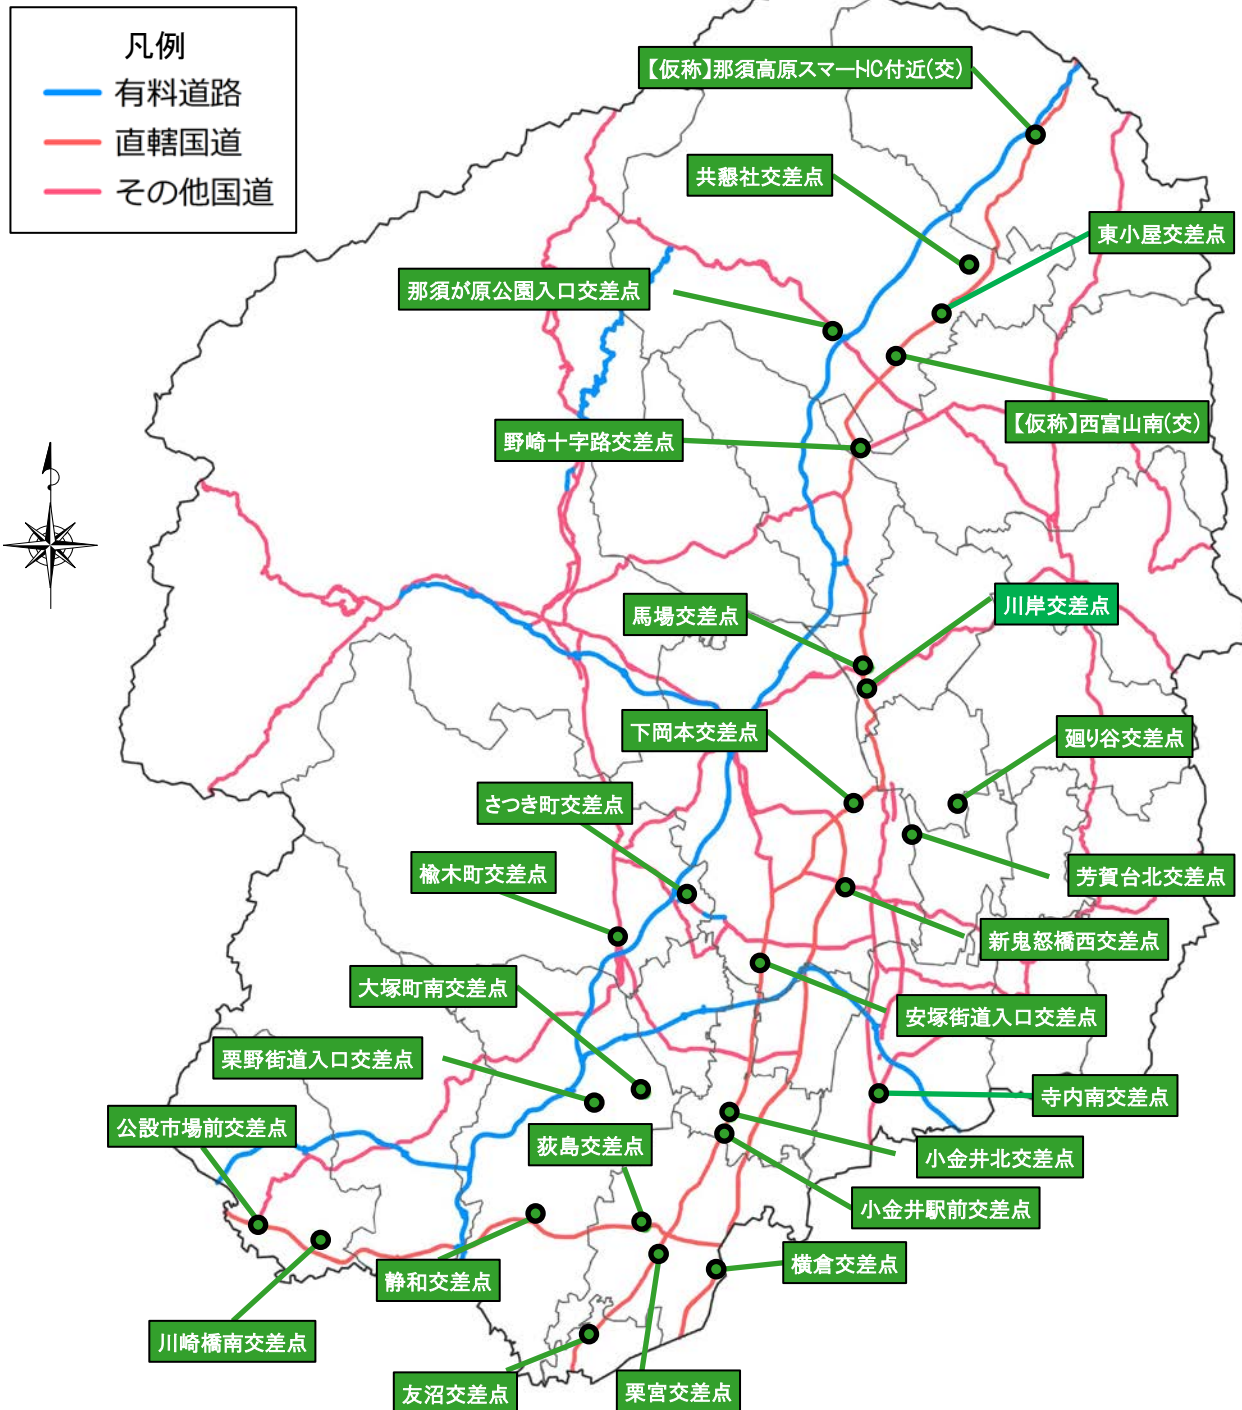 凡例
有料道路
直轄国道
その他国道
【仮称】那須高原スマートIC付近(交)
共懇社交差点
東小屋交差点
那須が原公園入口交差点
【仮称】西富山南(交)
野崎十字路交差点
川岸交差点
馬場交差点
下岡本交差点
廻り谷交差点
さつき町交差点
楡木町交差点
芳賀台北交差点
新鬼怒橋西交差点
大塚町南交差点
安塚街道入口交差点
栗野街道入口交差点
寺内南交差点
公設市場前交差点
荻島交差点
小金井北交差点
小金井駅前交差点
横倉交差点
静和交差点
川崎橋南交差点
友沼交差点
栗宮交差点